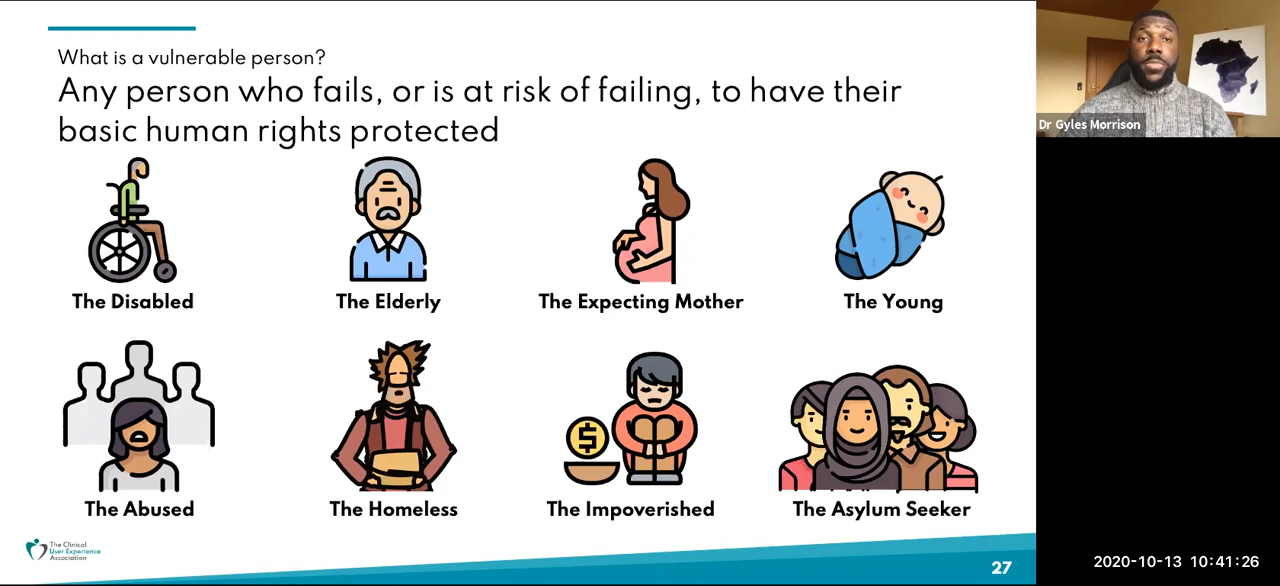 What is a vulnerable person?
Any person who fails, or is at risk of failing, to have their
basic human rights protected
The Disabled
The Elderly
The Expecting Mother
The Young
The Abused
The Homeless
The Impoverished
The Asylum Seeker
The Clinical
User Experience
Association
27
Dr Gyles Morrison
2020-10-13 10:41:26